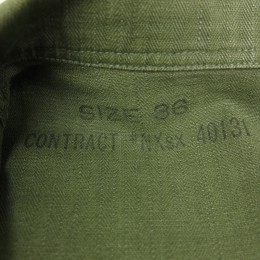 SIZE 36
CONTRACT "NXsX 40131